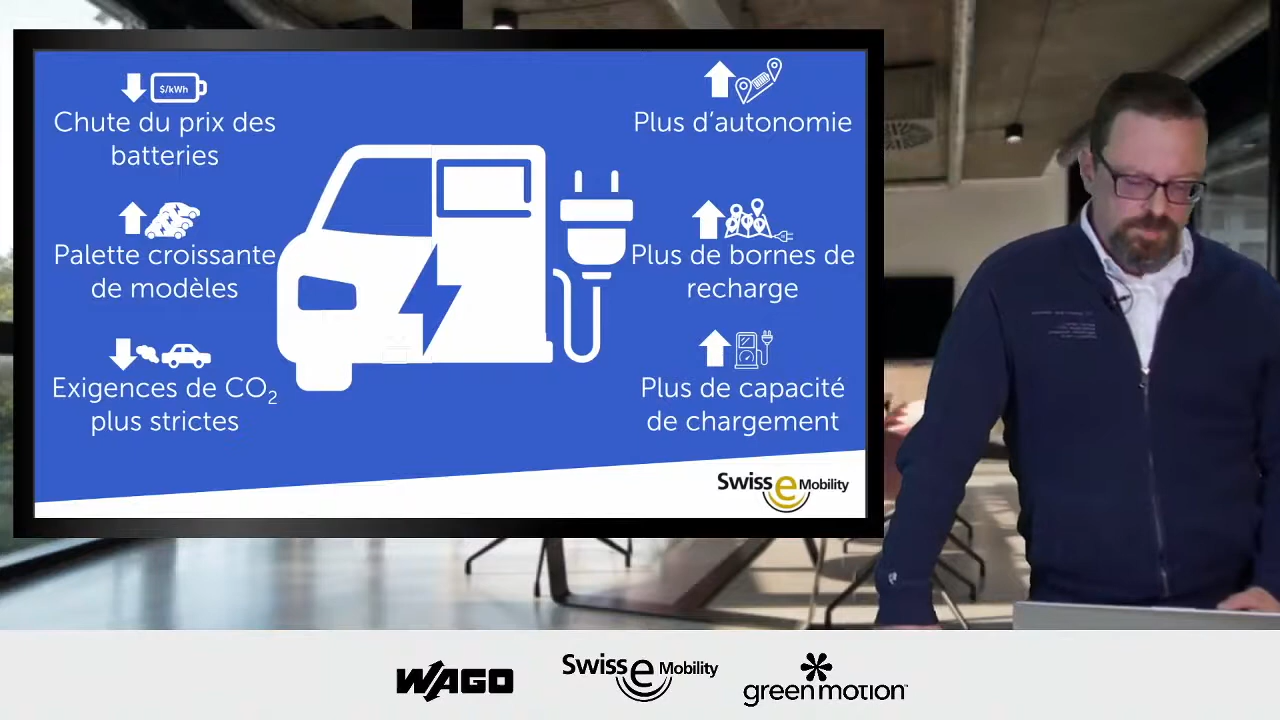 $/kWh
Chute du prix des
batteries
Palette croissante
de modèles
Exigences de CO₂
plus strictes
Plus d'autonomie
Plus de bornes de
recharge
Plus de capacité
de chargement
Swiss e Mobility
WAGO
Swiss e Mobility
green motion